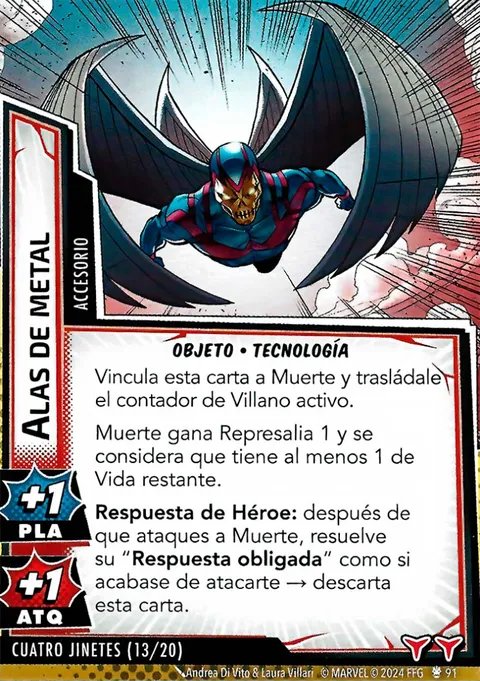 ALAS DE METAL
ACCESORIO
OBJETO • TECNOLOGÍA
Vincula esta carta a Muerte y trasládale
el contador de Villano activo.
Muerte gana Represalia 1 y se
considera que tiene al menos 1 de
Vida restante.
Respuesta de Héroe: después de
que ataques a Muerte, resuelve
su “Respuesta obligada” como si
acabase de atacarte → descarta
esta carta.
+1
PLA
+1
ATQ
CUATRO JINETES (13/20)
Andrea Di Vito & Laura Villari © MARVEL © 2024 FFG 91